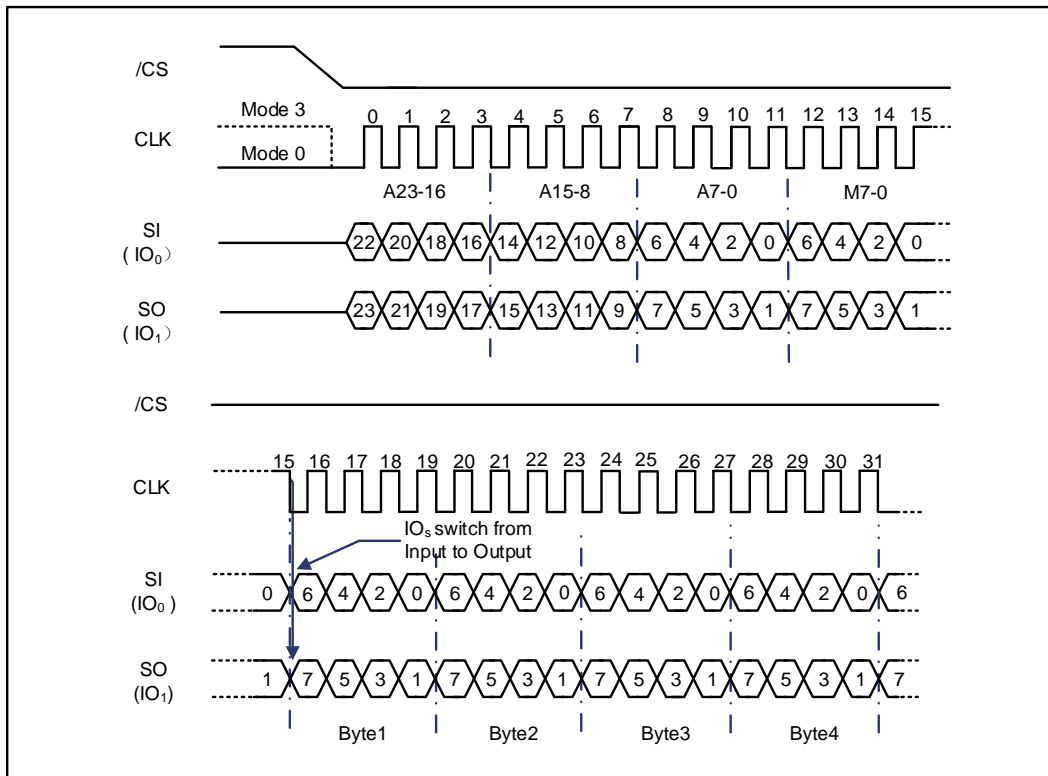 /CS
Mode 3
CLK
Mode 0
0 1 2 3 4 5 6 7 8 9 10 11 12 13 14 15
A23-16 A15-8 A7-0 M7-0
SI
( IO0)
22 20 18 16 14 12 10 8 6 4 2 0 6 4 2 0
SO
( IO1)
23 21 19 17 15 13 11 9 7 5 3 1 7 5 3 1
/CS
CLK
15 16 17 18 19 20 21 22 23 24 25 26 27 28 29 30 31
IOs switch from
Input to Output
SI
(IO0 )
0 6 4 2 0 6 4 2 0 6 4 2 0 6 4 2 0 6
SO
(IO1)
1 7 5 3 1 7 5 3 1 7 5 3 1 7 5 3 1 7
Byte1 Byte2 Byte3 Byte4